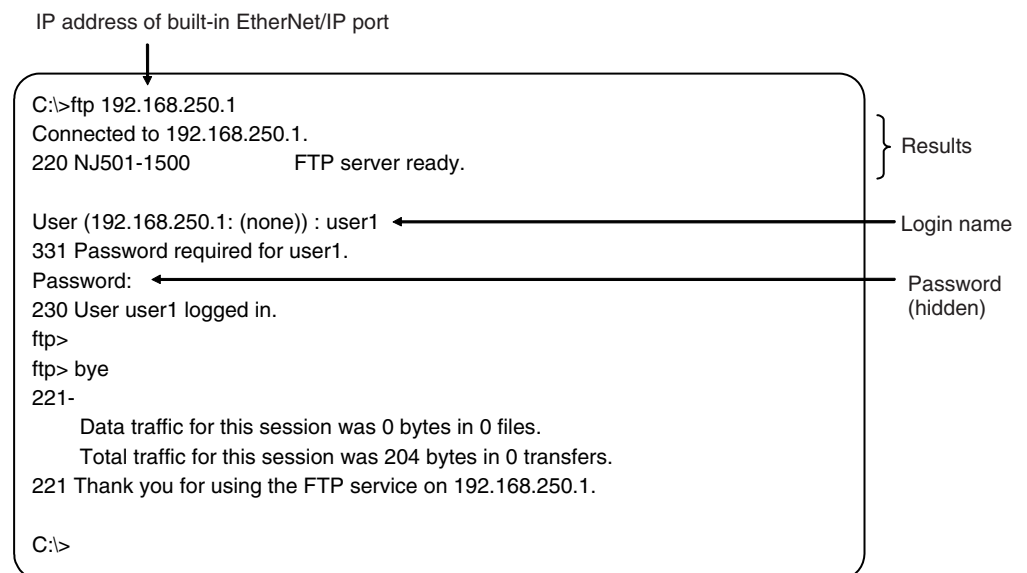 IP address of built-in EtherNet/IP port
C:\>ftp 192.168.250.1
Connected to 192.168.250.1.
220 NJ501-1500 FTP server ready.
Results
User (192.168.250.1: (none)) : user1
Login name
331 Password required for user1.
Password:
Password
(hidden)
230 User user1 logged in.
ftp>
ftp> bye
221-
Data traffic for this session was 0 bytes in 0 files.
Total traffic for this session was 204 bytes in 0 transfers.
221 Thank you for using the FTP service on 192.168.250.1.
C:\>